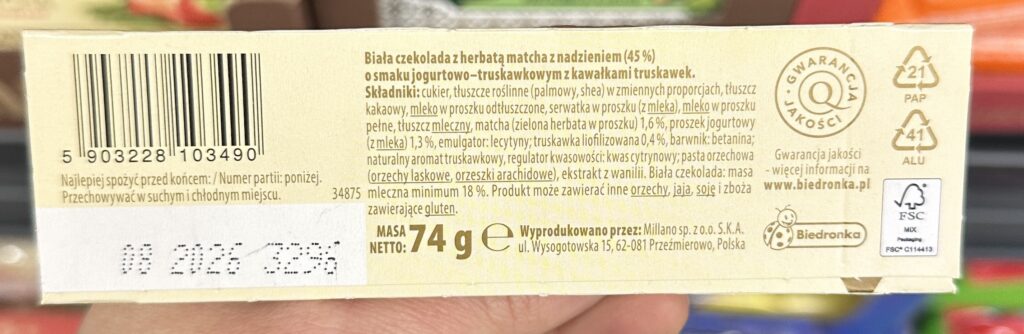 Biała czekolada z herbatą matcha z nadzieniem (45 %)
o smaku jogurtowo–truskawkowym z kawałkami truskawek.
Składniki: cukier, tłuszcze roślinne (palmowy, shea) w zmiennych proporcjach, tłuszcz
kakaowy, mleko w proszku odtłuszczone, serwatka w proszku (z mleka), mleko w proszku
pełne, tłuszcz mleczny, matcha (zielona herbata w proszku) 1,6 %, proszek jogurtowy
(z mleka) 1,3 %, emulgator: lecytyny; truskawka liofilizowana 0,4 %, barwnik: betanina;
naturalny aromat truskawkowy, regulator kwasowości: kwas cytrynowy; pasta orzechowa
(orzechy laskowe, orzeszki arachidowe), ekstrakt z wanilii. Biała czekolada: masa
mleczna minimum 18 %. Produkt może zawierać inne orzechy, jaja, soję i zboża
zawierające gluten.
MASA
NETTO: 74 g e
Wyprodukowano przez: Millano sp. z o.o. S.K.A.
ul. Wysogotowska 15, 62-081 Przeźmierowo, Polska
5 903228 103490
Najlepiej spożyć przed końcem: / Numer partii: poniżej.
Przechowywać w suchym i chłodnym miejscu.
34875
08 2026 3296
GWARANCJA
Q
JAKOŚCI
Gwarancja jakości
- więcej informacji na
www.biedronka.pl
Biedronka
21
PAP
41
ALU
FSC
MIX
Packaging
FSC® C114413